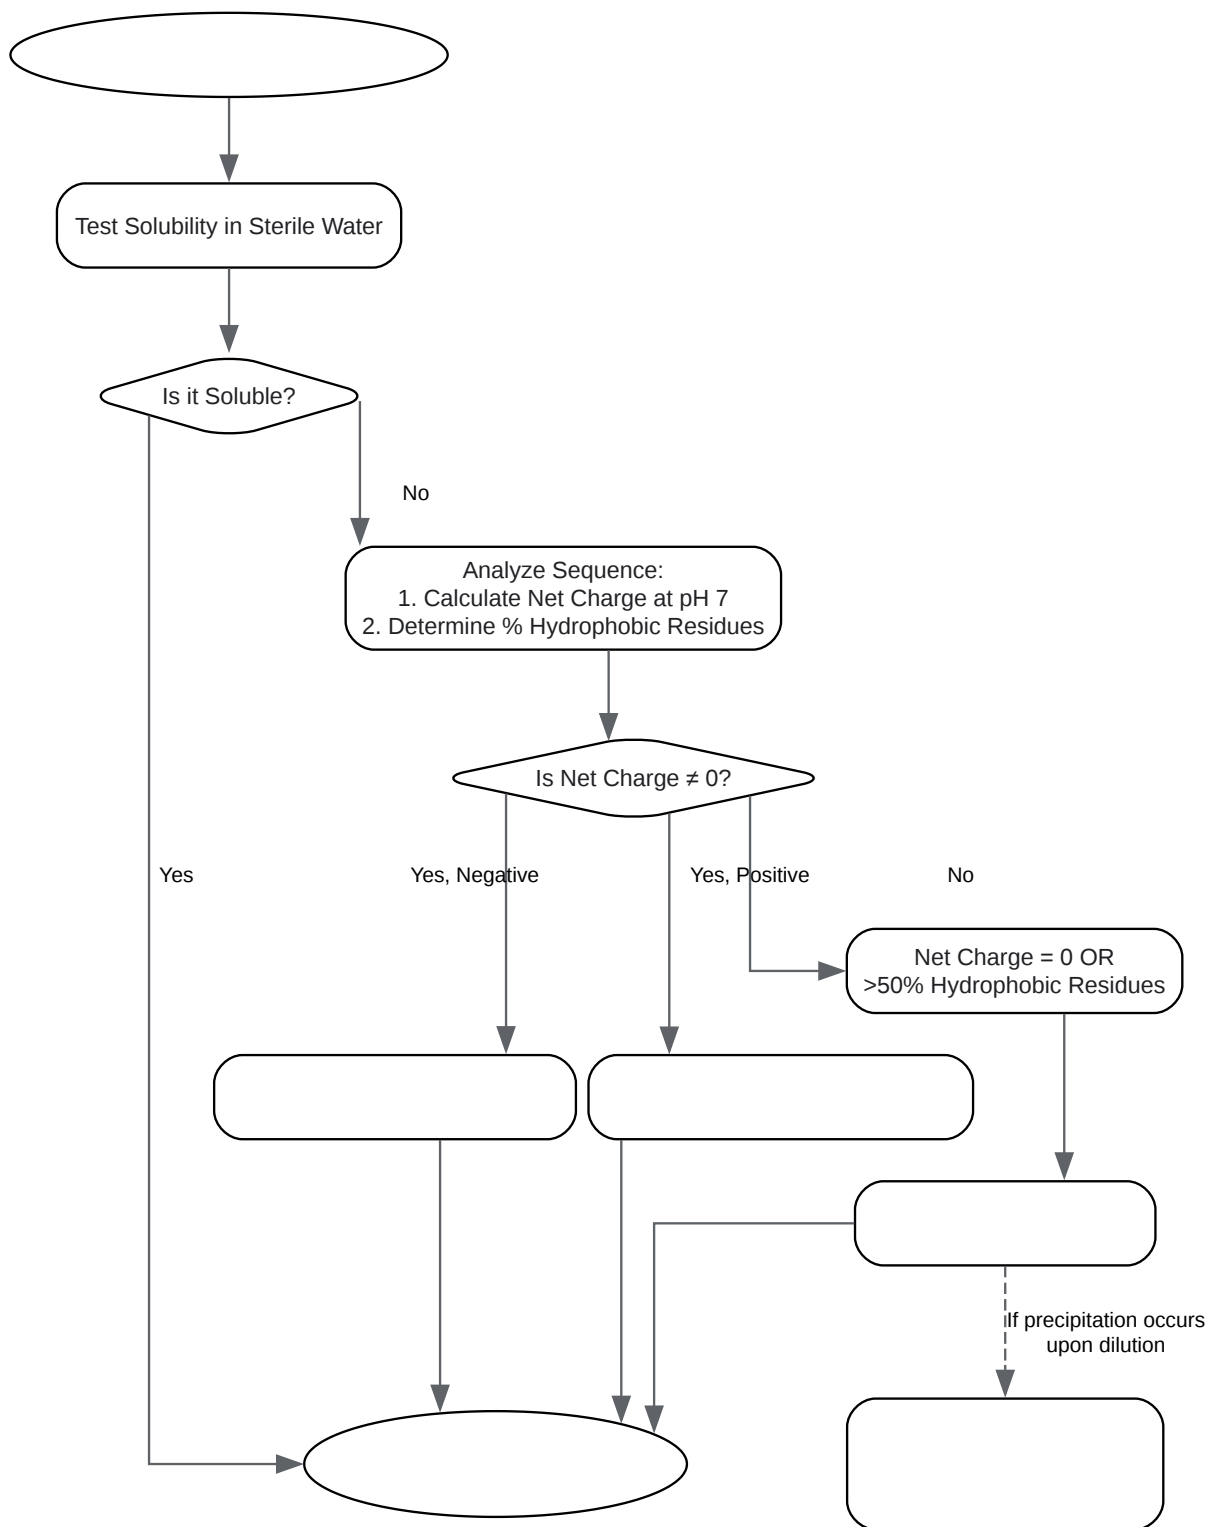 Test Solubility in Sterile Water
Is it Soluble?
No
Analyze Sequence:
1. Calculate Net Charge at pH 7
2. Determine % Hydrophobic Residues
Is Net Charge ≠ 0?
Yes
Yes, Negative
Yes, Positive
No
Net Charge = 0 OR
>50% Hydrophobic Residues
If precipitation occurs
upon dilution